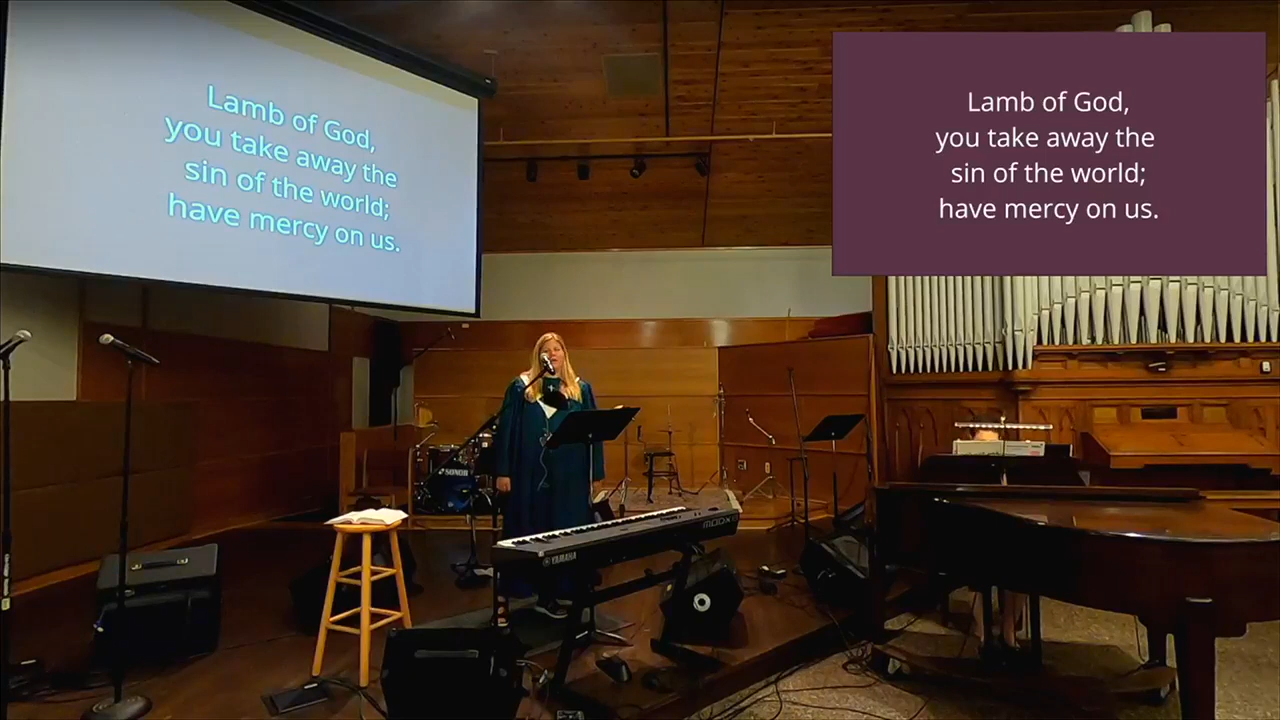 Lamb of God,
you take away the
sin of the world;
have mercy on us.
Lamb of God,
you take away the
sin of the world;
have mercy on us.
SONOR
YAMAHA